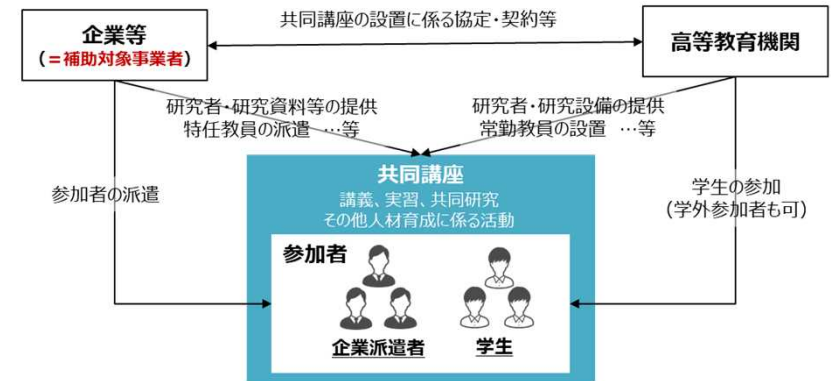 企業等
（＝補助対象事業者）
共同講座の設置に係る協定・契約等
高等教育機関
研究者・研究資料等の提供
特任教員の派遣 …等
研究者・研究設備の提供
常勤教員の設置 …等
参加者の派遣
共同講座
講義、実習、共同研究
その他人材育成に係る活動
学生の参加
（学外参加者も可）
参加者
企業派遣者
学生